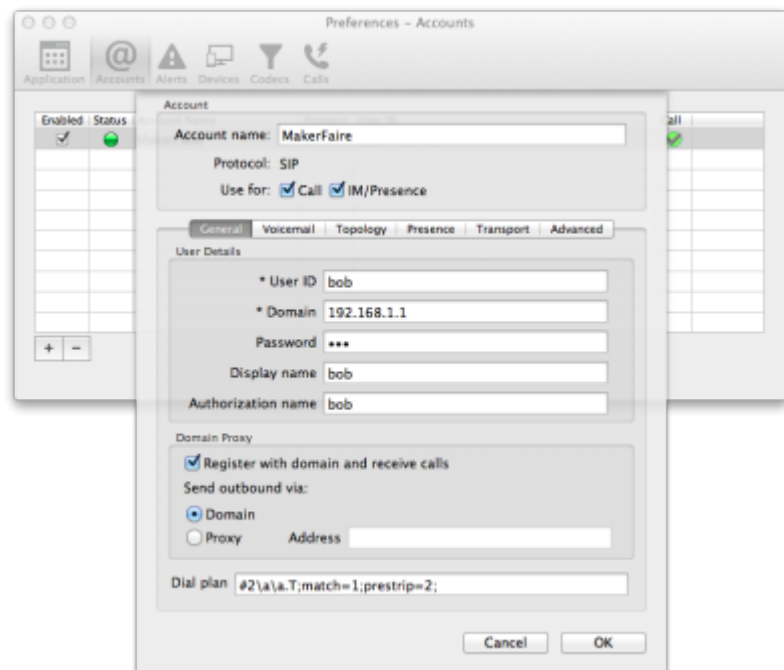 Preferences – Accounts
Application Accounts Alerts Devices Codecs Calls
Enabled Status
all
Account
Account name: MakerFaire
Protocol: SIP
Use for: Call IM/Presence
General Voicemail Topology Presence Transport Advanced
User Details
* User ID bob
* Domain 192.168.1.1
Password •••
Display name bob
Authorization name bob
+ −
Domain Proxy
Register with domain and receive calls
Send outbound via:
Domain
Proxy Address
Dial plan #2\a\a.T;match=1;prestrip=2;
Cancel OK